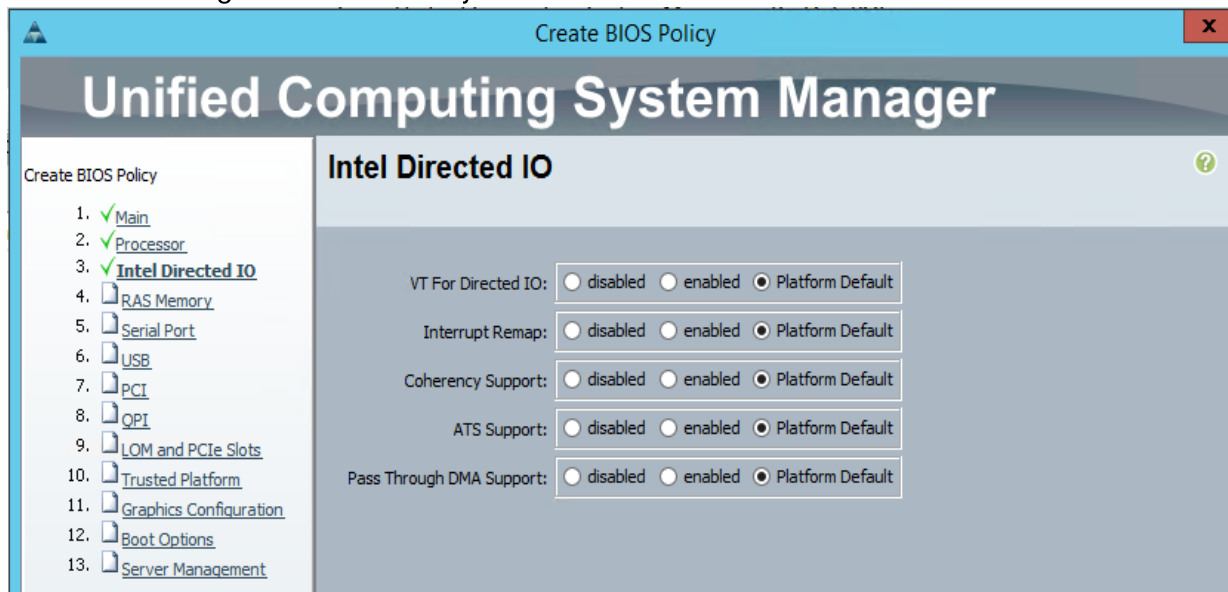 Create BIOS Policy
x
Unified Computing System Manager
Create BIOS Policy
1. Main
2. Processor
3. Intel Directed IO
4. RAS Memory
5. Serial Port
6. USB
7. PCI
8. QPI
9. LOM and PCIe Slots
10. Trusted Platform
11. Graphics Configuration
12. Boot Options
13. Server Management
Intel Directed IO
?
VT For Directed IO: disabled enabled Platform Default
Interrupt Remap: disabled enabled Platform Default
Coherency Support: disabled enabled Platform Default
ATS Support: disabled enabled Platform Default
Pass Through DMA Support: disabled enabled Platform Default